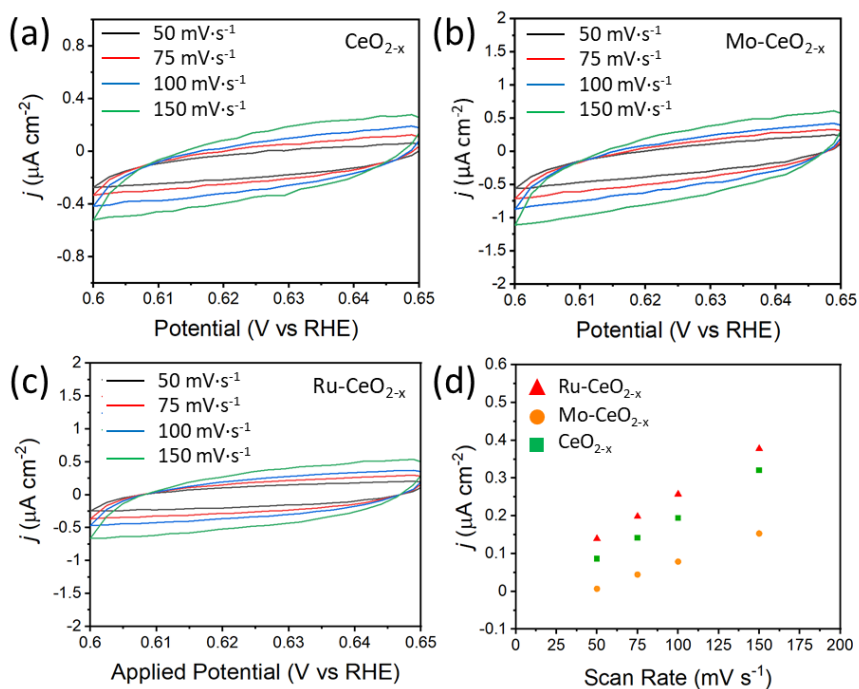 (a)
50 mV·s-1
75 mV·s-1
100 mV·s-1
150 mV·s-1
CeO2-x
0.8
0.4
0
-0.4
-0.8
j (μA cm-2)
0.6 0.61 0.62 0.63 0.64 0.65
Potential (V vs RHE)
(b)
50 mV·s-1
75 mV·s-1
100 mV·s-1
150 mV·s-1
Mo-CeO2-x
2
1.5
1
0.5
0
-0.5
-1
-1.5
-2
j (μA cm-2)
0.6 0.61 0.62 0.63 0.64 0.65
Potential (V vs RHE)
(c)
50 mV·s-1
75 mV·s-1
100 mV·s-1
150 mV·s-1
Ru-CeO2-x
2
1.5
1
0.5
0
-0.5
-1
-1.5
-2
j (μA cm-2)
0.6 0.61 0.62 0.63 0.64 0.65
Applied Potential (V vs RHE)
(d)
Ru-CeO2-x
Mo-CeO2-x
CeO2-x
0.5
0.4
0.3
0.2
0.1
0
-0.1
j (μA cm-2)
0 25 50 75 100 125 150 175 200
Scan Rate (mV s-1)